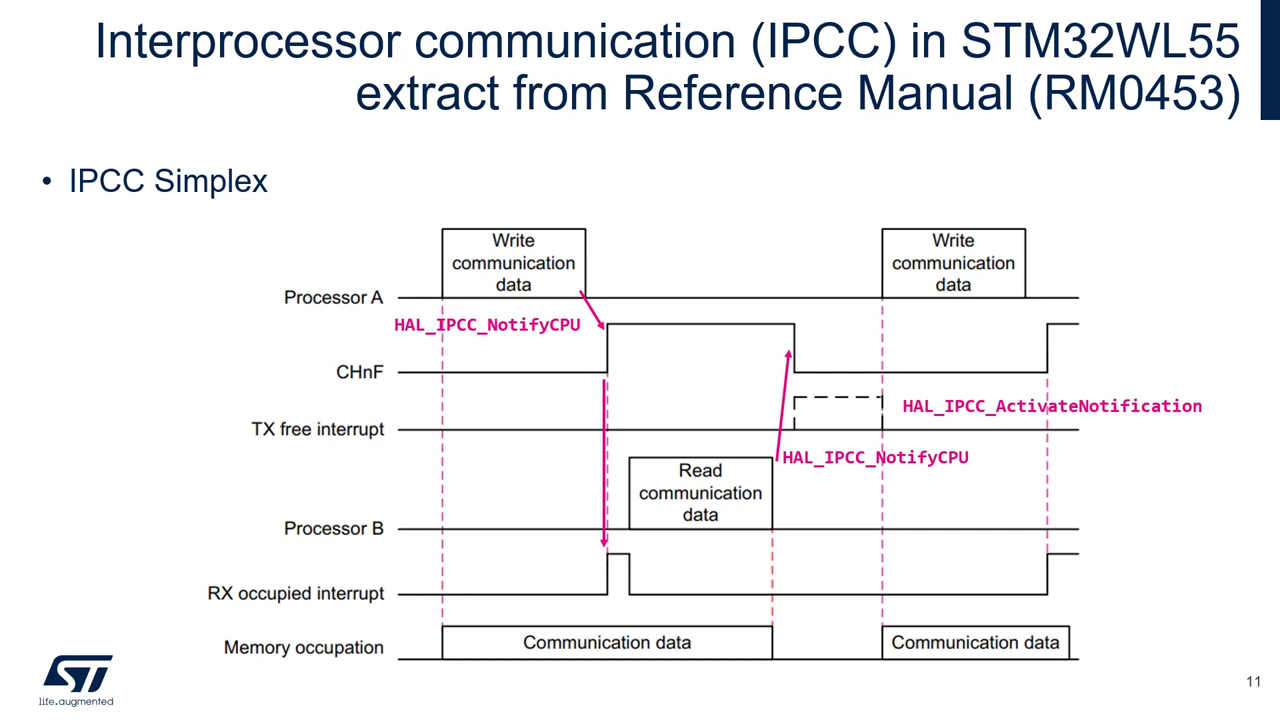 Interprocessor communication (IPCC) in STM32WL55
extract from Reference Manual (RM0453)
• IPCC Simplex
Write
communication
data
Write
communication
data
Processor A
HAL_IPCC_NotifyCPU
CHnF
HAL_IPCC_ActivateNotification
TX free interrupt
HAL_IPCC_NotifyCPU
Read
communication
data
Processor B
RX occupied interrupt
Memory occupation
Communication data
Communication data
ST
life.augmented
11